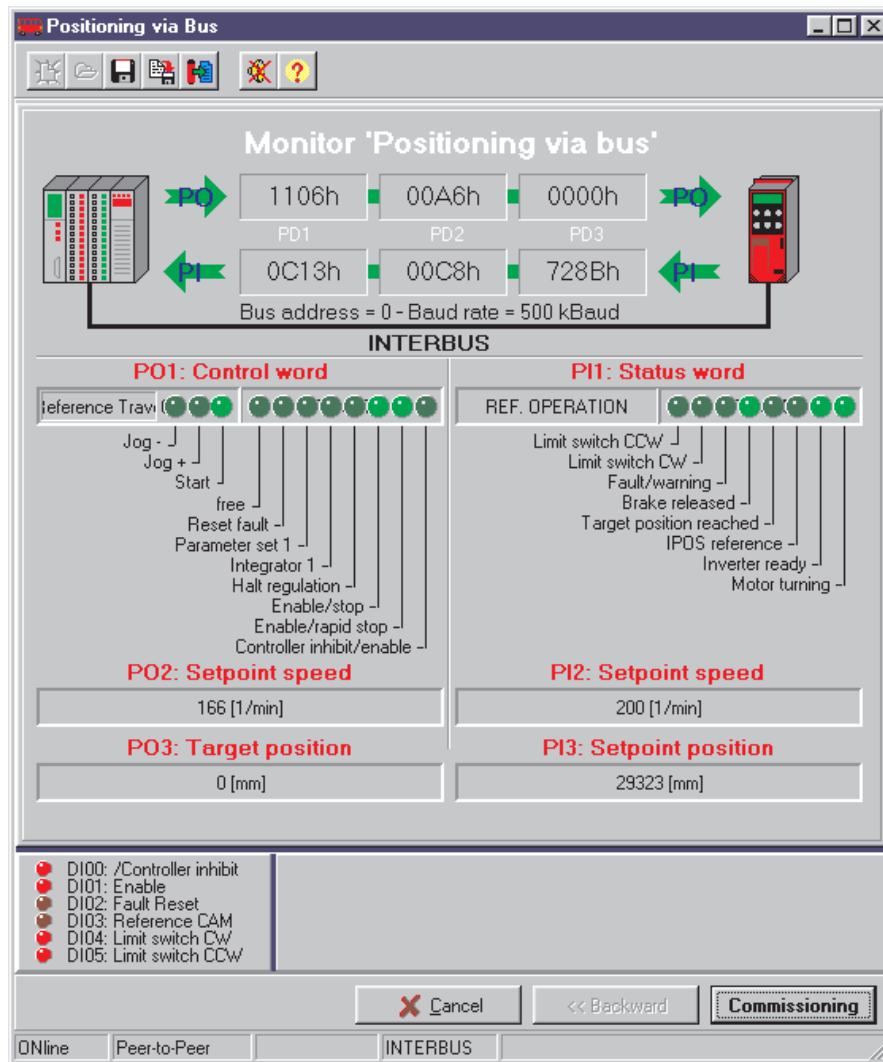 Positioning via Bus
Monitor 'Positioning via bus'
PO 1106h 00A6h 0000h PO
PD1 PD2 PD3
PI 0C13h 00C8h 728Bh PI
Bus address = 0 - Baud rate = 500 kBaud
INTERBUS
PO1: Control word
Jog -
Jog +
Start
free
Reset fault
Parameter set 1
Integrator 1
Halt regulation
Enable/stop
Enable/rapid stop
Controller inhibit/enable
PO2: Setpoint speed
166 [1/min]
PO3: Target position
0 [mm]
PI1: Status word
REF. OPERATION
Limit switch CCW
Limit switch CW
Fault/warning
Brake released
Target position reached
IPOS reference
Inverter ready
Motor turning
PI2: Setpoint speed
200 [1/min]
PI3: Setpoint position
29323 [mm]
DI00: /Controller inhibit
DI01: Enable
DI02: Fault Reset
DI03: Reference CAM
DI04: Limit switch CW
DI05: Limit switch CCW
Cancel
<< Backward
Commissioning
ONline Peer-to-Peer INTERBUS